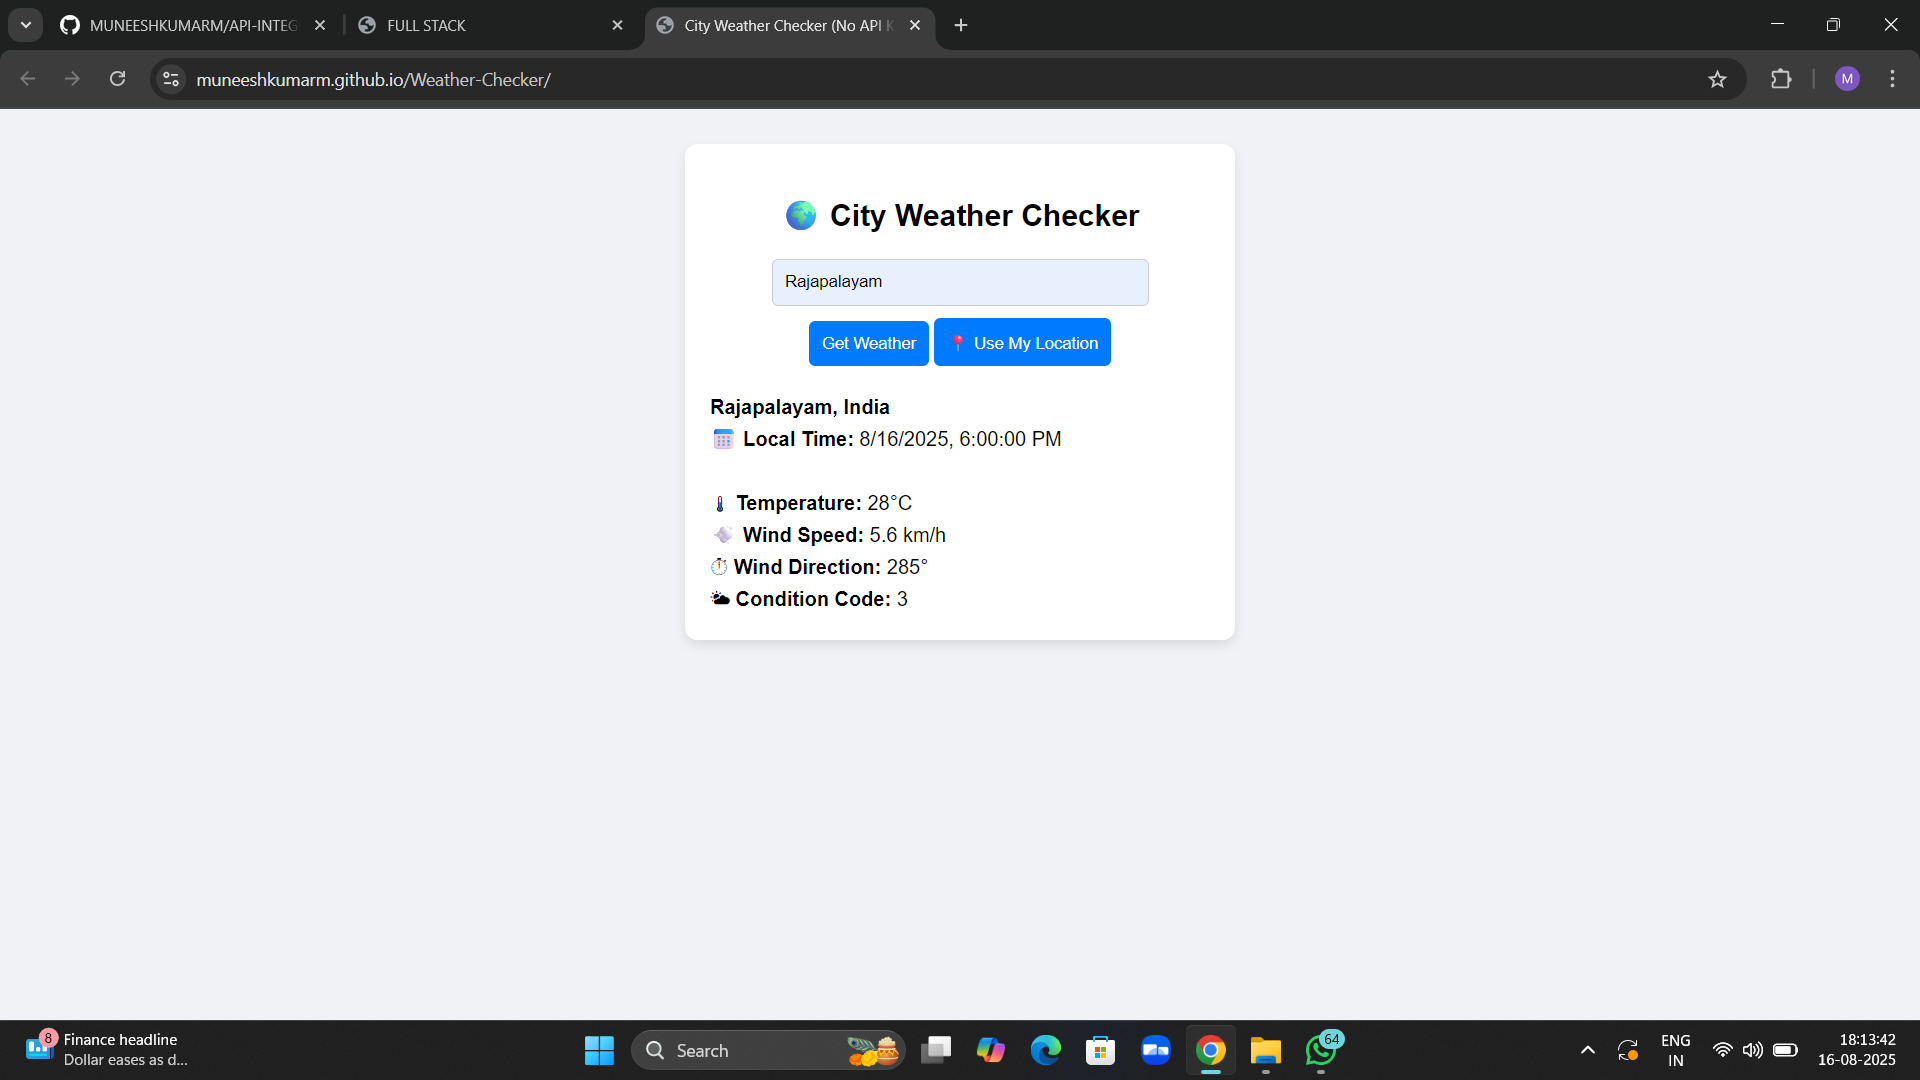 MUNEESHKUMARM/API-INTEG
FULL STACK
City Weather Checker (No API K
muneeshkumarm.github.io/Weather-Checker/
M
City Weather Checker
Rajapalayam
Get Weather
Use My Location
Rajapalayam, India
Local Time: 8/16/2025, 6:00:00 PM
Temperature: 28°C
Wind Speed: 5.6 km/h
Wind Direction: 285°
Condition Code: 3
8
Finance headline
Dollar eases as d...
Search
64
ENG
IN
18:13:42
16-08-2025